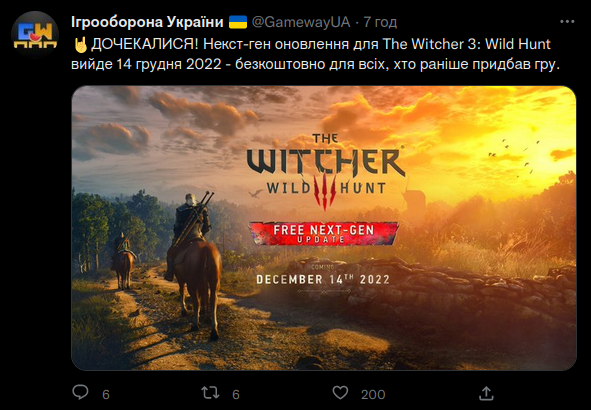 Ігрооборона України 🇺🇦 @GamewayUA · 7 год
🤘ДОЧЕКАЛИСЯ! Некст-ген оновлення для The Witcher 3: Wild Hunt
вийде 14 грудня 2022 - безкоштовно для всіх, хто раніше придбав гру.
THE
WITCHER
WILD HUNT
FREE NEXT-GEN
UPDATE
COMING
DECEMBER 14TH 2022
6 6 200